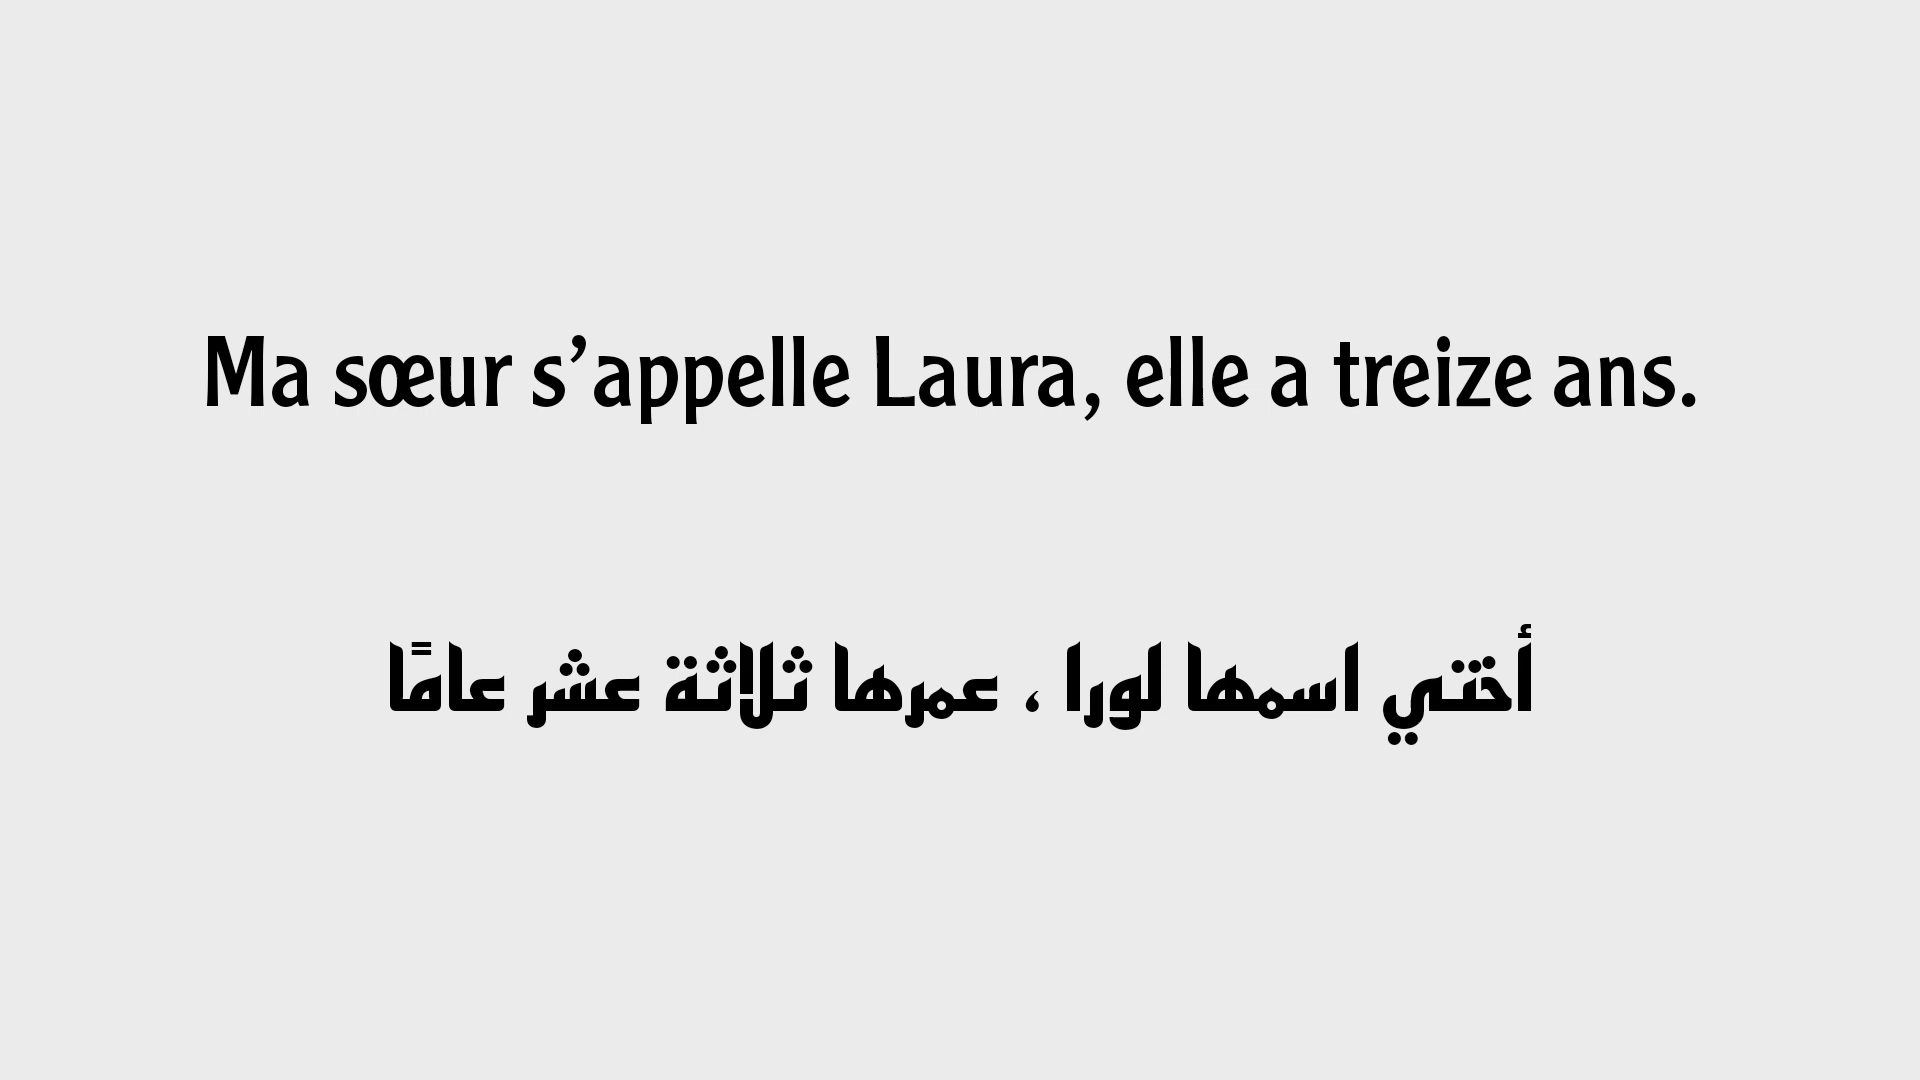 Ma sœur s’appelle Laura, elle a treize ans.
أختي اسمها لورا ، عمرها ثلاثة عشر عامًا